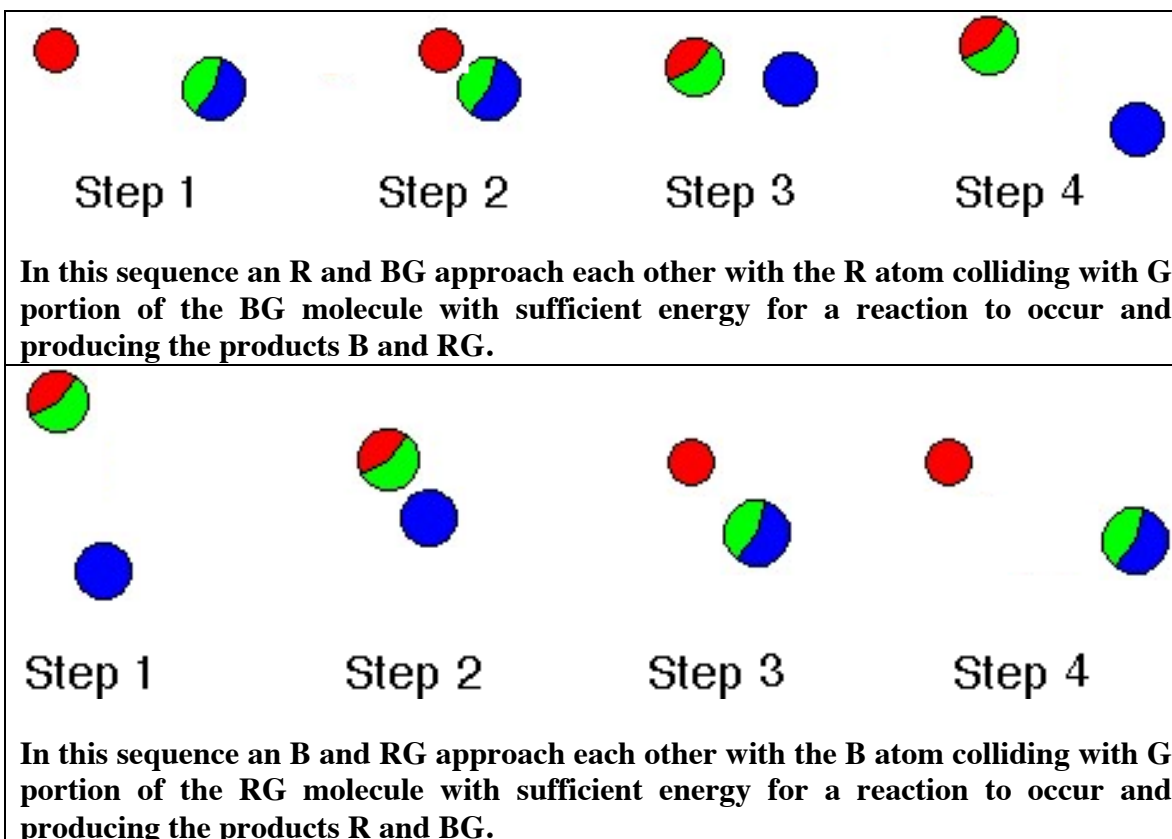 Step 1 Step 2 Step 3 Step 4
In this sequence an R and BG approach each other with the R atom colliding with G
portion of the BG molecule with sufficient energy for a reaction to occur and
producing the products B and RG.
Step 1 Step 2 Step 3 Step 4
In this sequence an B and RG approach each other with the B atom colliding with G
portion of the RG molecule with sufficient energy for a reaction to occur and
producing the products R and BG.